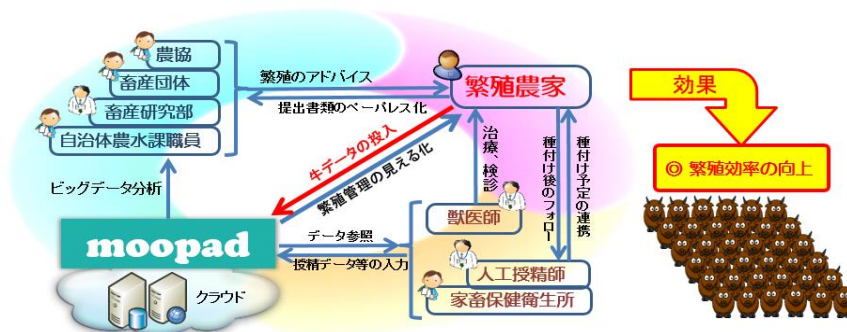 農協
畜産団体
畜産研究部
自治体農水課職員
繁殖のアドバイス
提出書類のペーパレス化
繁殖農家
効果
◎ 繁殖効率の向上
牛データの投入
繁殖管理の見える化
治療、検診
種付け後のフォロー
種付け予定の連携
ビッグデータ分析
moopad
クラウド
データ参照
授精データ等の入力
獣医師
人工授精師
家畜保健衛生所